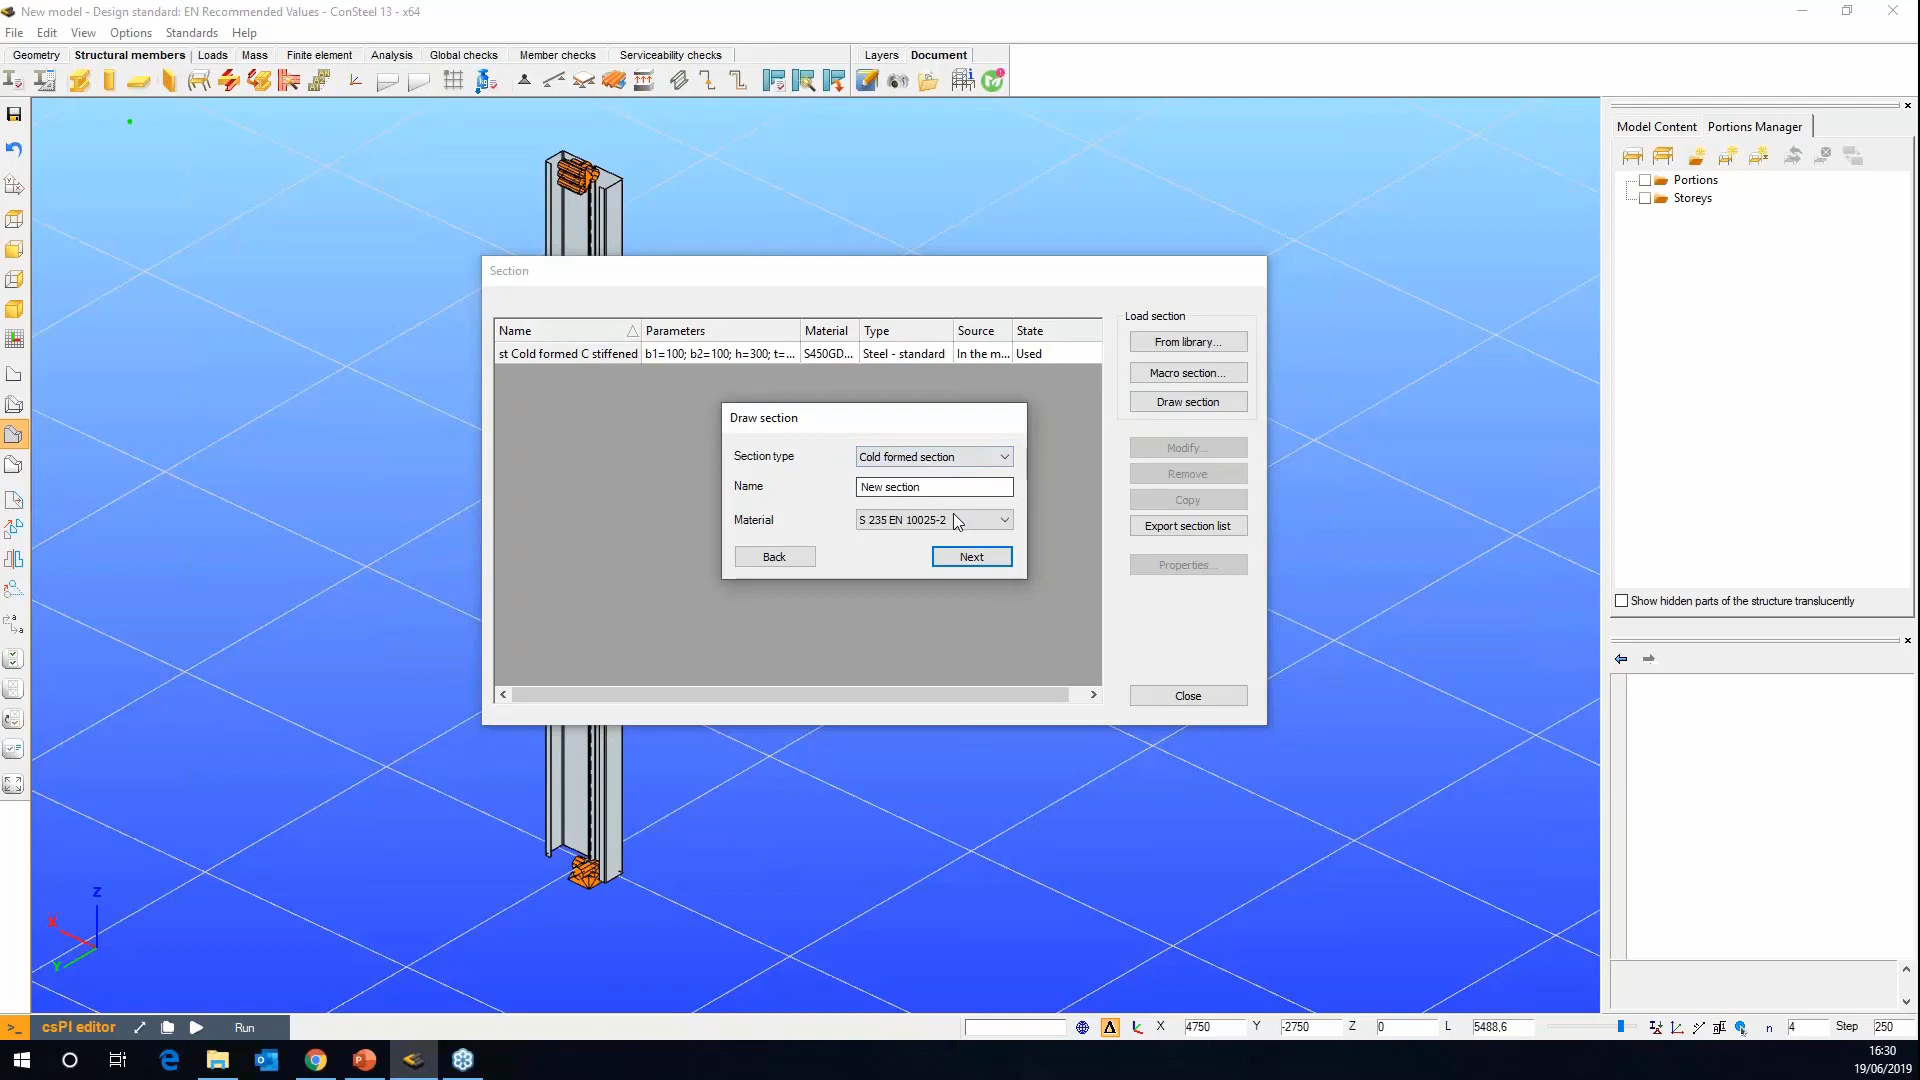 New model - Design standard: EN Recommended Values - ConSteel 13 - x64
File Edit View Options Standards Help
Geometry Structural members Loads Mass Finite element Analysis Global checks Member checks Serviceability checks Layers Document
Model Content Portions Manager
Portions
Storeys
Show hidden parts of the structure translucently
Section
Name Parameters Material Type Source State
st Cold formed C stiffened b1=100; b2=100; h=300; t=... S450GD... Steel - standard In the m... Used
Load section
From library...
Macro section...
Draw section
Modify...
Remove
Copy
Export section list
Properties...
Close
Draw section
Section type Cold formed section
Name New section
Material S 235 EN 10025-2
Back Next
Z
X
Y
>_ csPI editor Run
X 4750 Y -2750 Z 0 L 5488,6 n 4 Step 250
16:30
19/06/2019